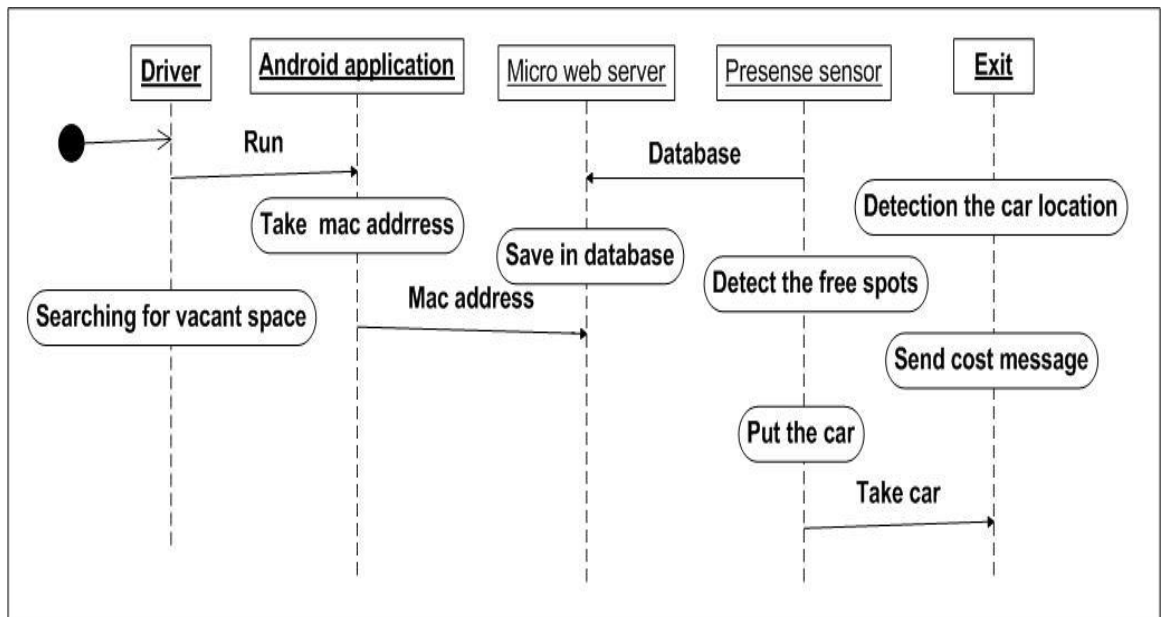 Driver
Android application
Micro web server
Presense sensor
Exit
Run
Database
Take mac addrress
Detection the car location
Save in database
Detect the free spots
Searching for vacant space
Mac address
Send cost message
Put the car
Take car